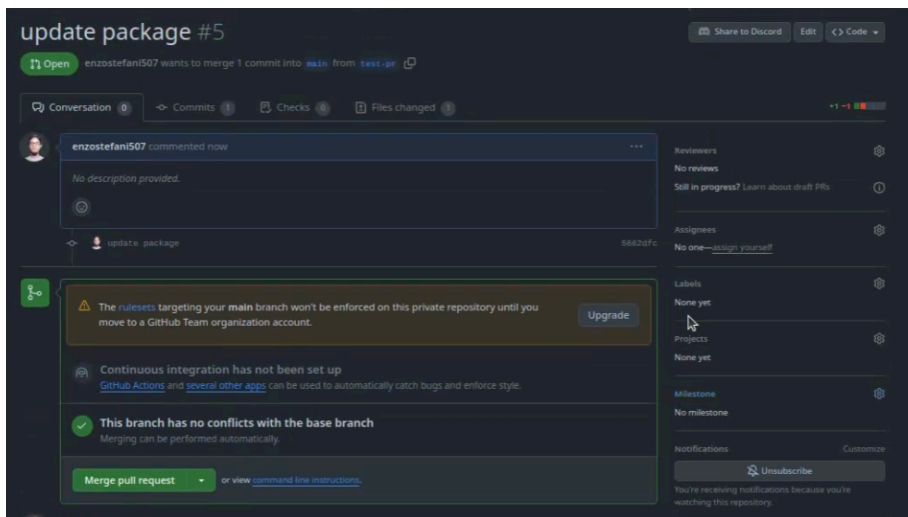 update package #5
Share to Discord
Edit
<> Code
Open
enzostefani507 wants to merge 1 commit into main from test-pr
Conversation 0
Commits 1
Checks 0
Files changed 1
+1 −1
enzostefani507 commented now
No description provided.
update package
5662dfc
The rulesets targeting your main branch won't be enforced on this private repository until you
move to a GitHub Team organization account.
Upgrade
Continuous integration has not been set up
GitHub Actions and several other apps can be used to automatically catch bugs and enforce style.
This branch has no conflicts with the base branch
Merging can be performed automatically.
Merge pull request
or view command line instructions.
Reviewers
No reviews
Still in progress? Learn about draft PRs
Assignees
No one—assign yourself
Labels
None yet
Projects
None yet
Milestone
No milestone
Notifications
Customize
Unsubscribe
You're receiving notifications because you're
watching this repository.